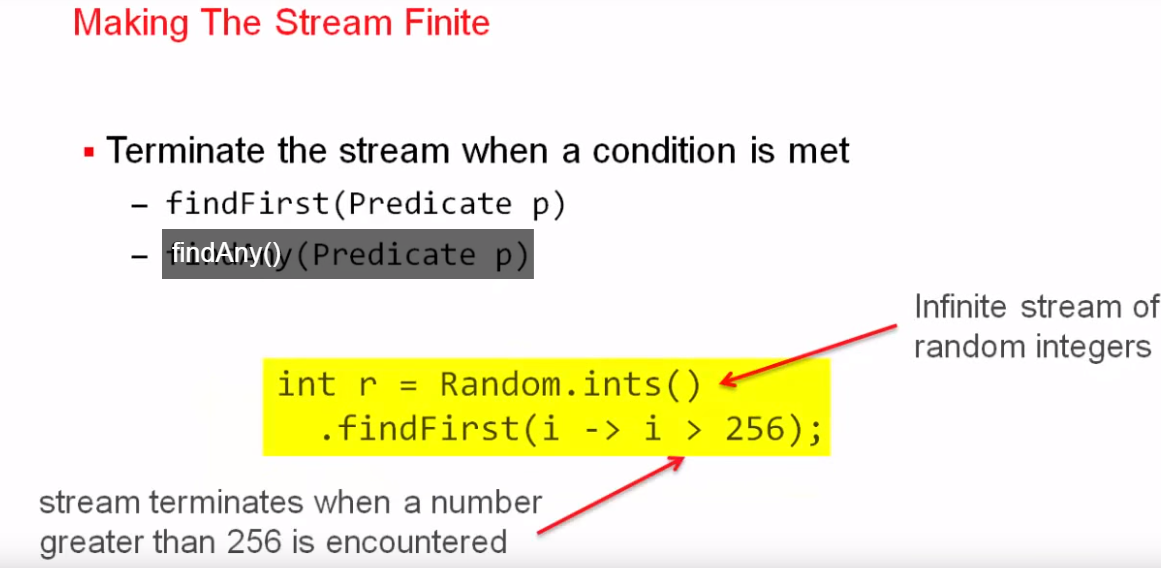 Making The Stream Finite
▪ Terminate the stream when a condition is met
– findFirst(Predicate p)
– findAny(Predicate p)
findAny()
Infinite stream of
random integers
int r = Random.ints()
.findFirst(i -> i > 256);
stream terminates when a number
greater than 256 is encountered